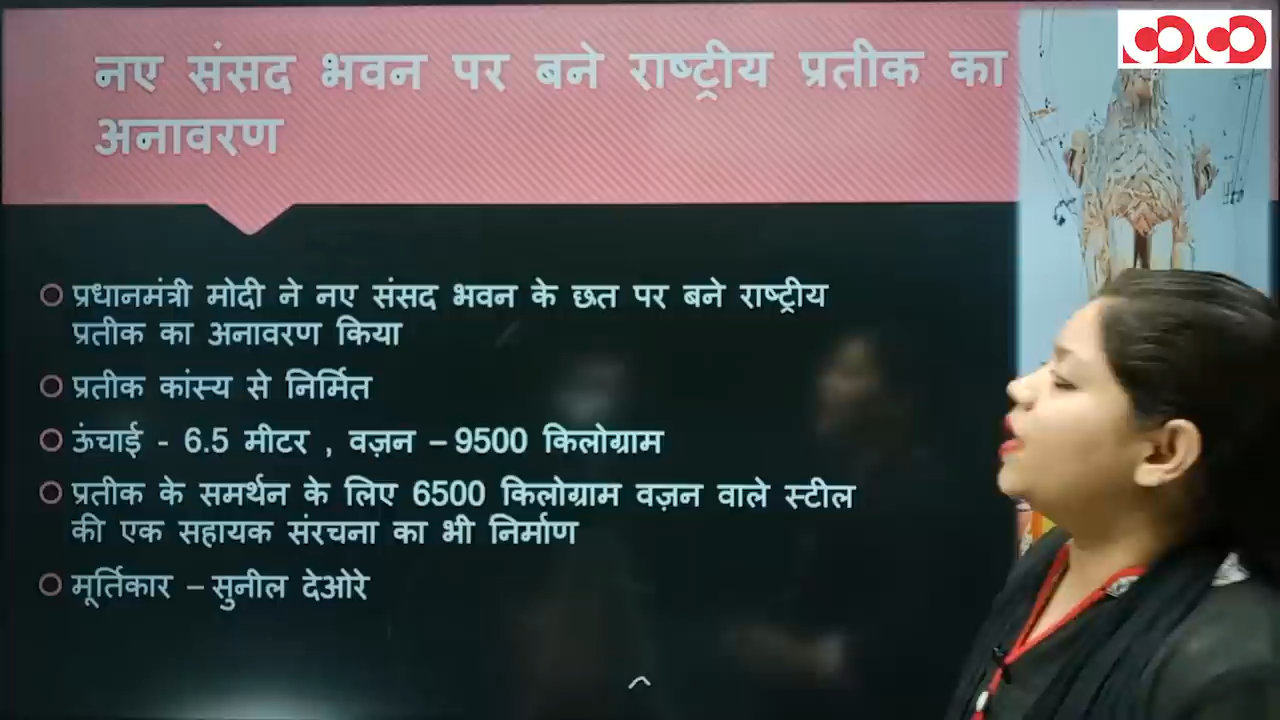 नए संसद भवन पर बने राष्ट्रीय प्रतीक का
अनावरण
प्रधानमंत्री मोदी ने नए संसद भवन के छत पर बने राष्ट्रीय
प्रतीक का अनावरण किया
प्रतीक कांस्य से निर्मित
ऊंचाई - 6.5 मीटर , वज़न – 9500 किलोग्राम
प्रतीक के समर्थन के लिए 6500 किलोग्राम वज़न वाले स्टील
की एक सहायक संरचना का भी निर्माण
मूर्तिकार – सुनील देओरे